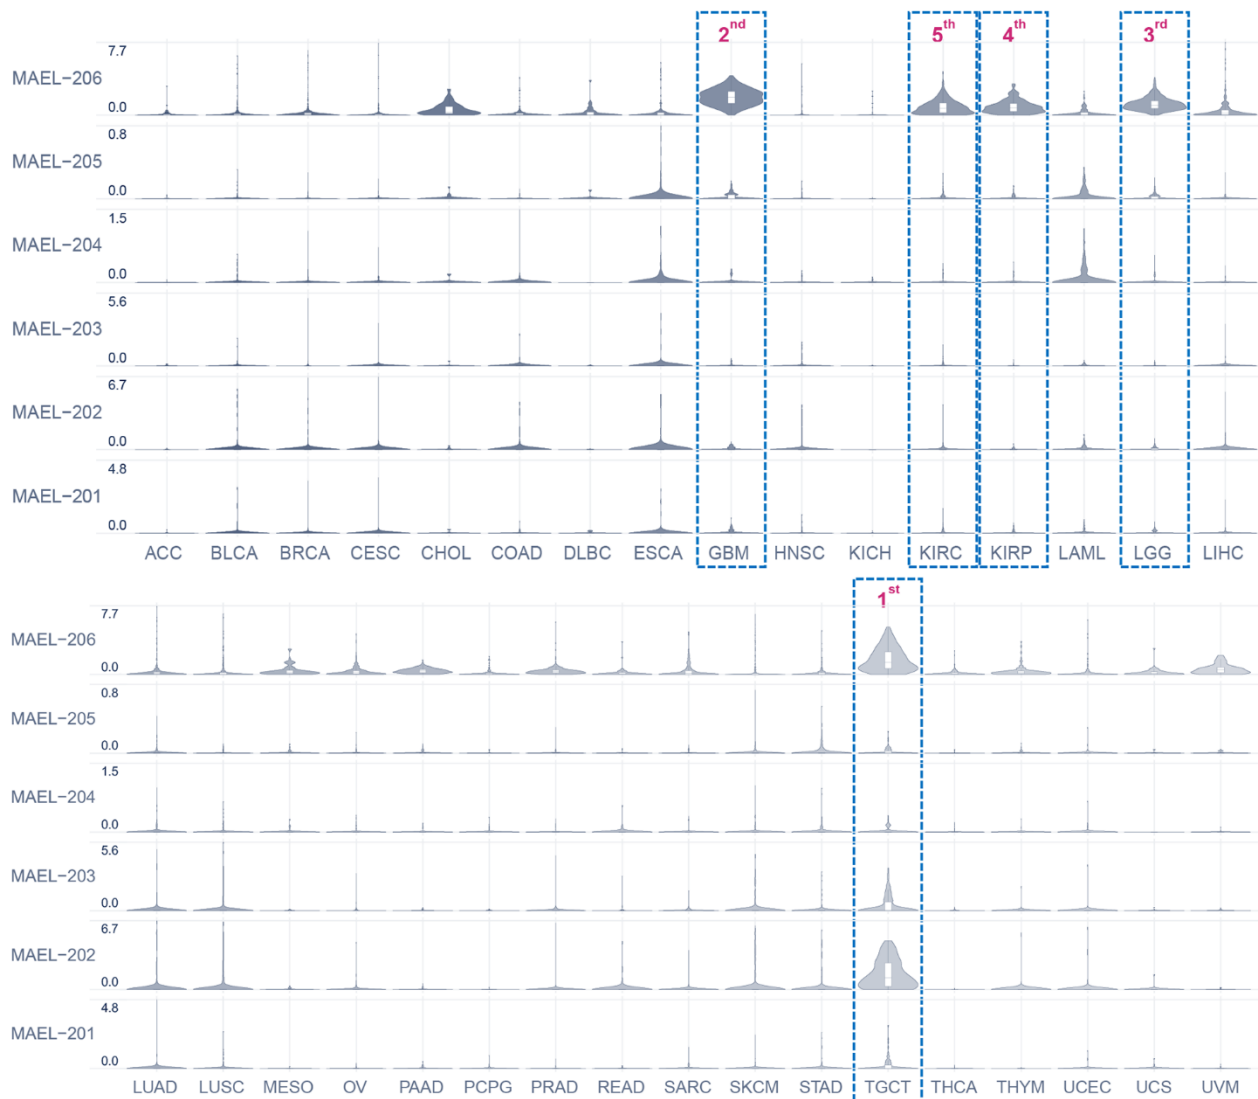 2nd 5th 4th 3rd
7.7
MAEL-206
0.0
0.8
MAEL-205
0.0
1.5
MAEL-204
0.0
5.6
MAEL-203
0.0
6.7
MAEL-202
0.0
4.8
MAEL-201
0.0
ACC BLCA BRCA CESC CHOL COAD DLBC ESCA GBM HNSC KICH KIRC KIRP LAML LGG LIHC
1st
7.7
MAEL-206
0.0
0.8
MAEL-205
0.0
1.5
MAEL-204
0.0
5.6
MAEL-203
0.0
6.7
MAEL-202
0.0
4.8
MAEL-201
0.0
LUAD LUSC MESO OV PAAD PCPG PRAD READ SARC SKCM STAD TGCT THCA THYM UCEC UCS UVM